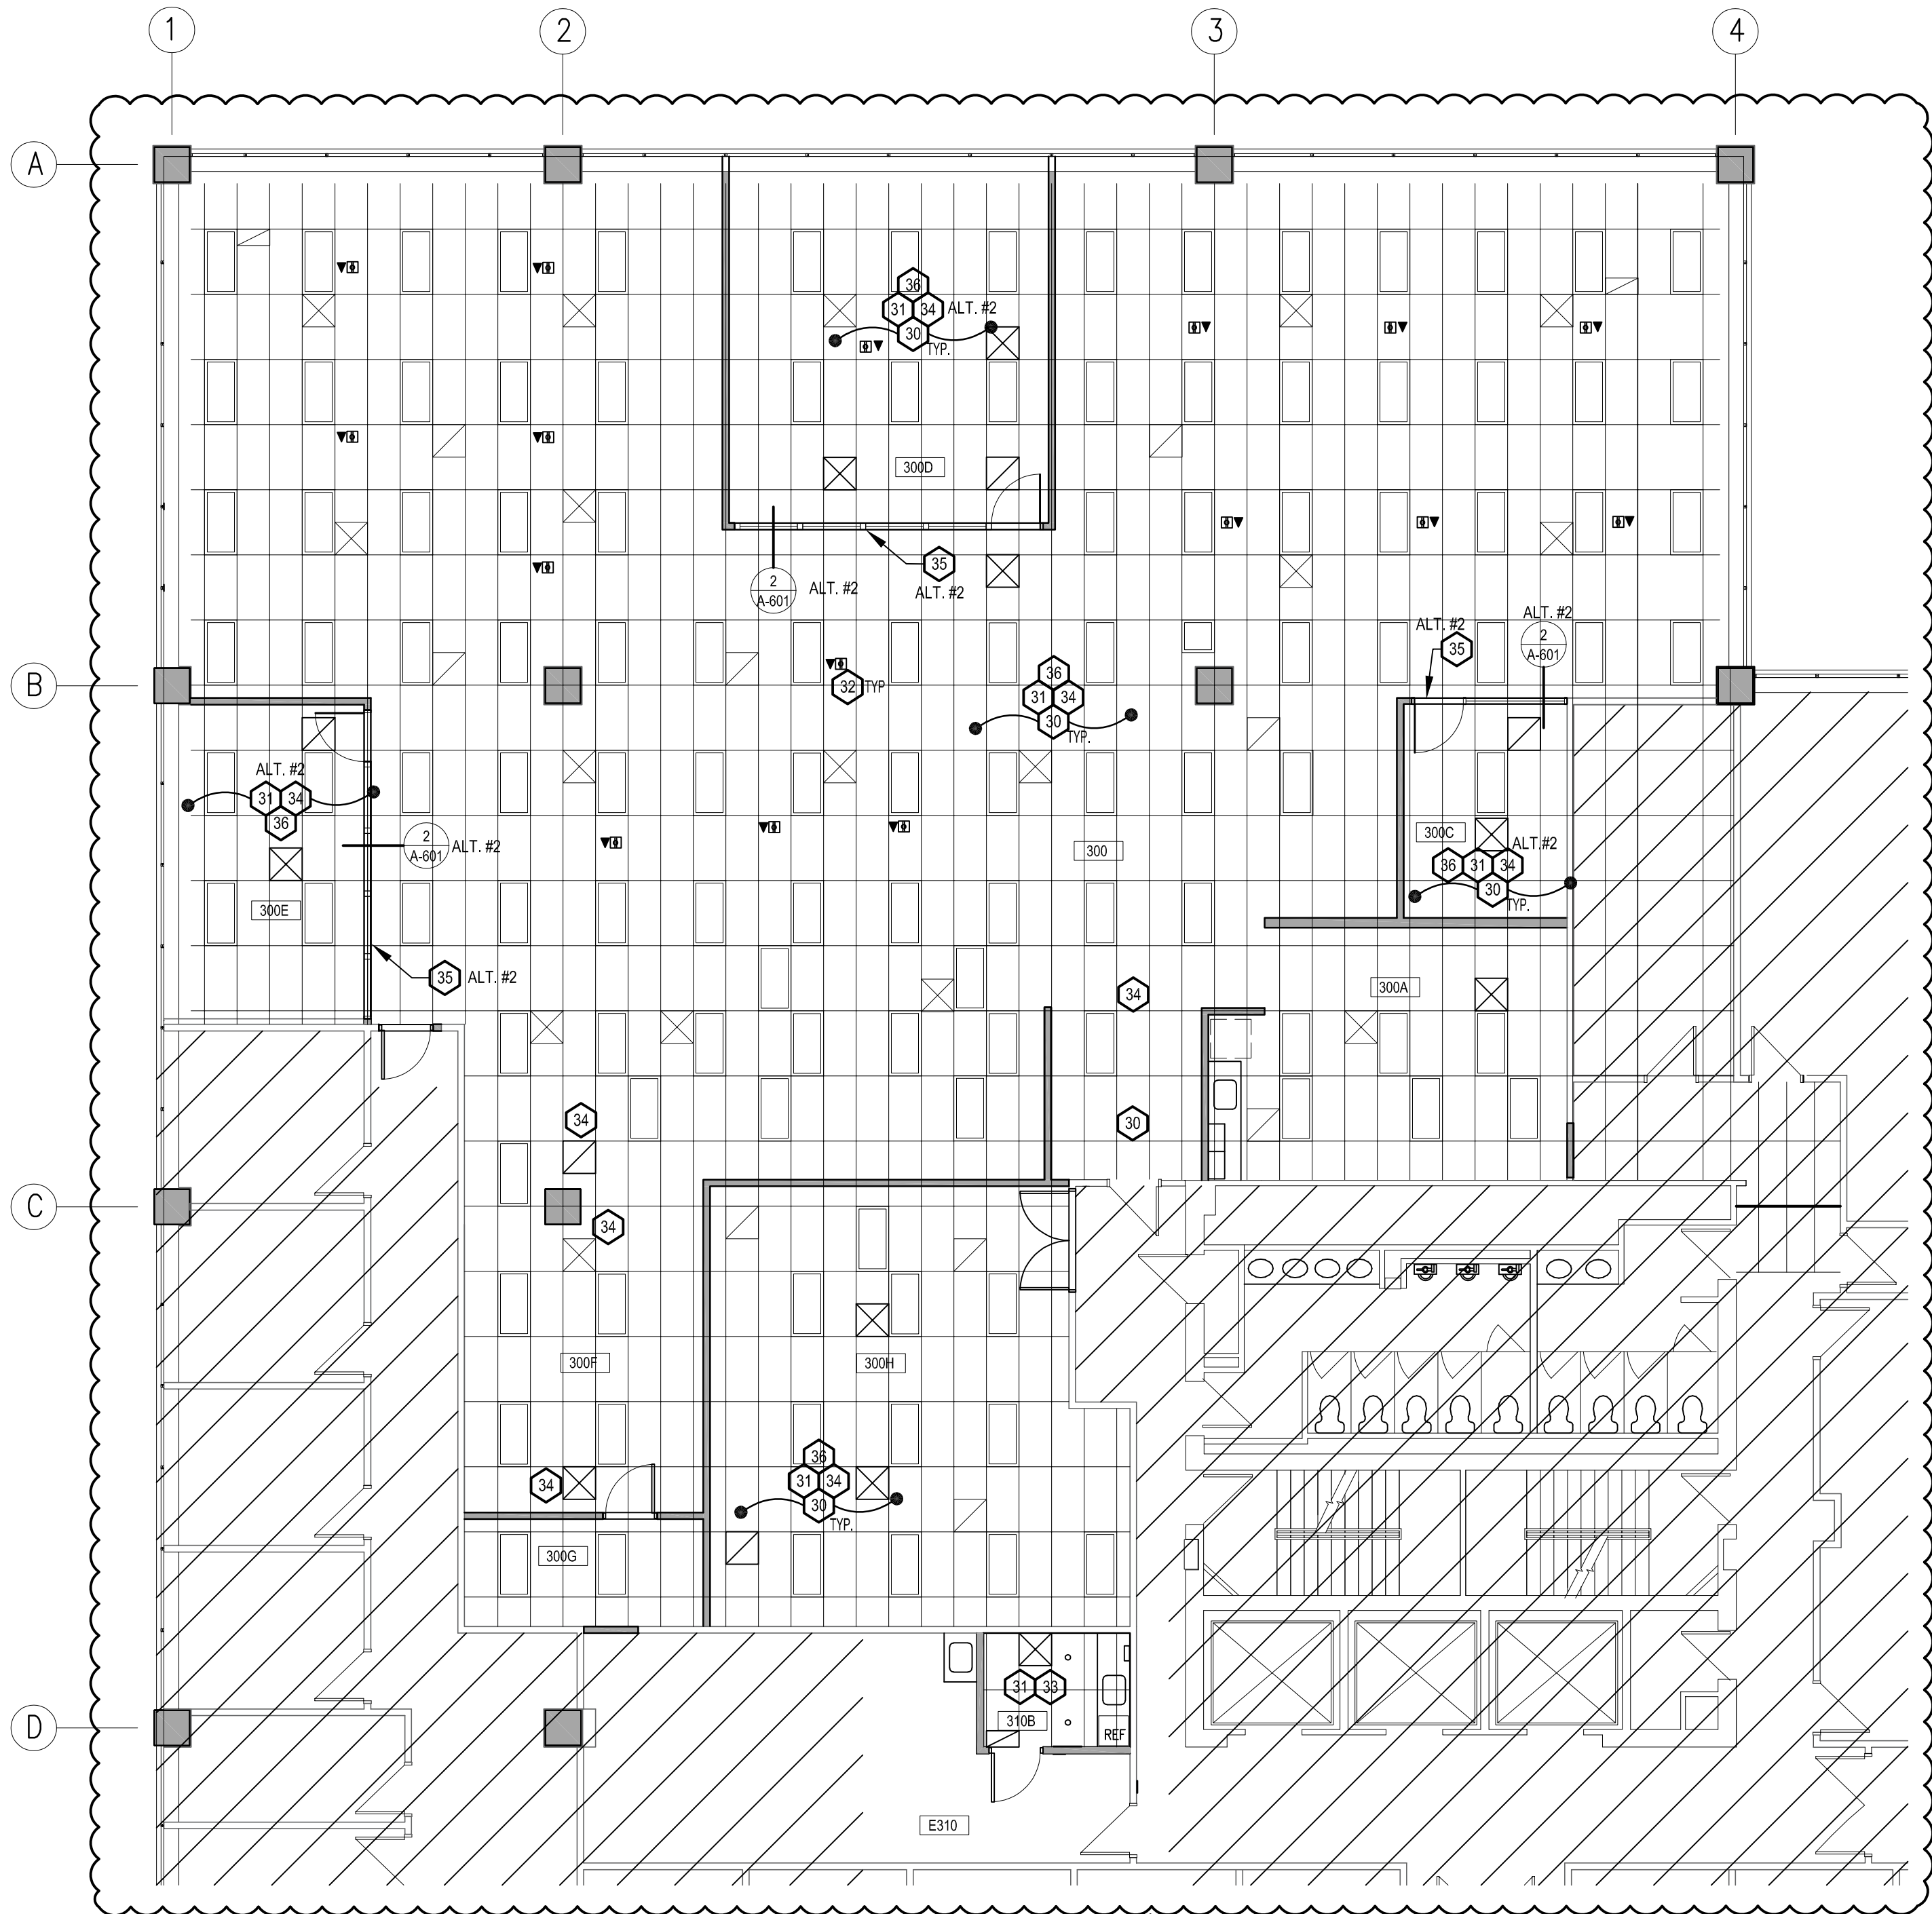 1
2
3
4
A
36
31 34 ALT. #2
30
TYP.
300D
35
2
A-601
ALT. #2
ALT. #2
ALT. #2
2
A-601
ALT. #2
35
B
32 TYP
36
31 34
30
TYP.
ALT. #2
31 34
36
2
A-601
ALT. #2
300
300C
ALT.#2
36 31 34
30
TYP.
300E
35
ALT. #2
34
300A
34
30
C
34
300F
300H
36
31 34
30
TYP.
34
300G
31 33
310B
REF
D
E310